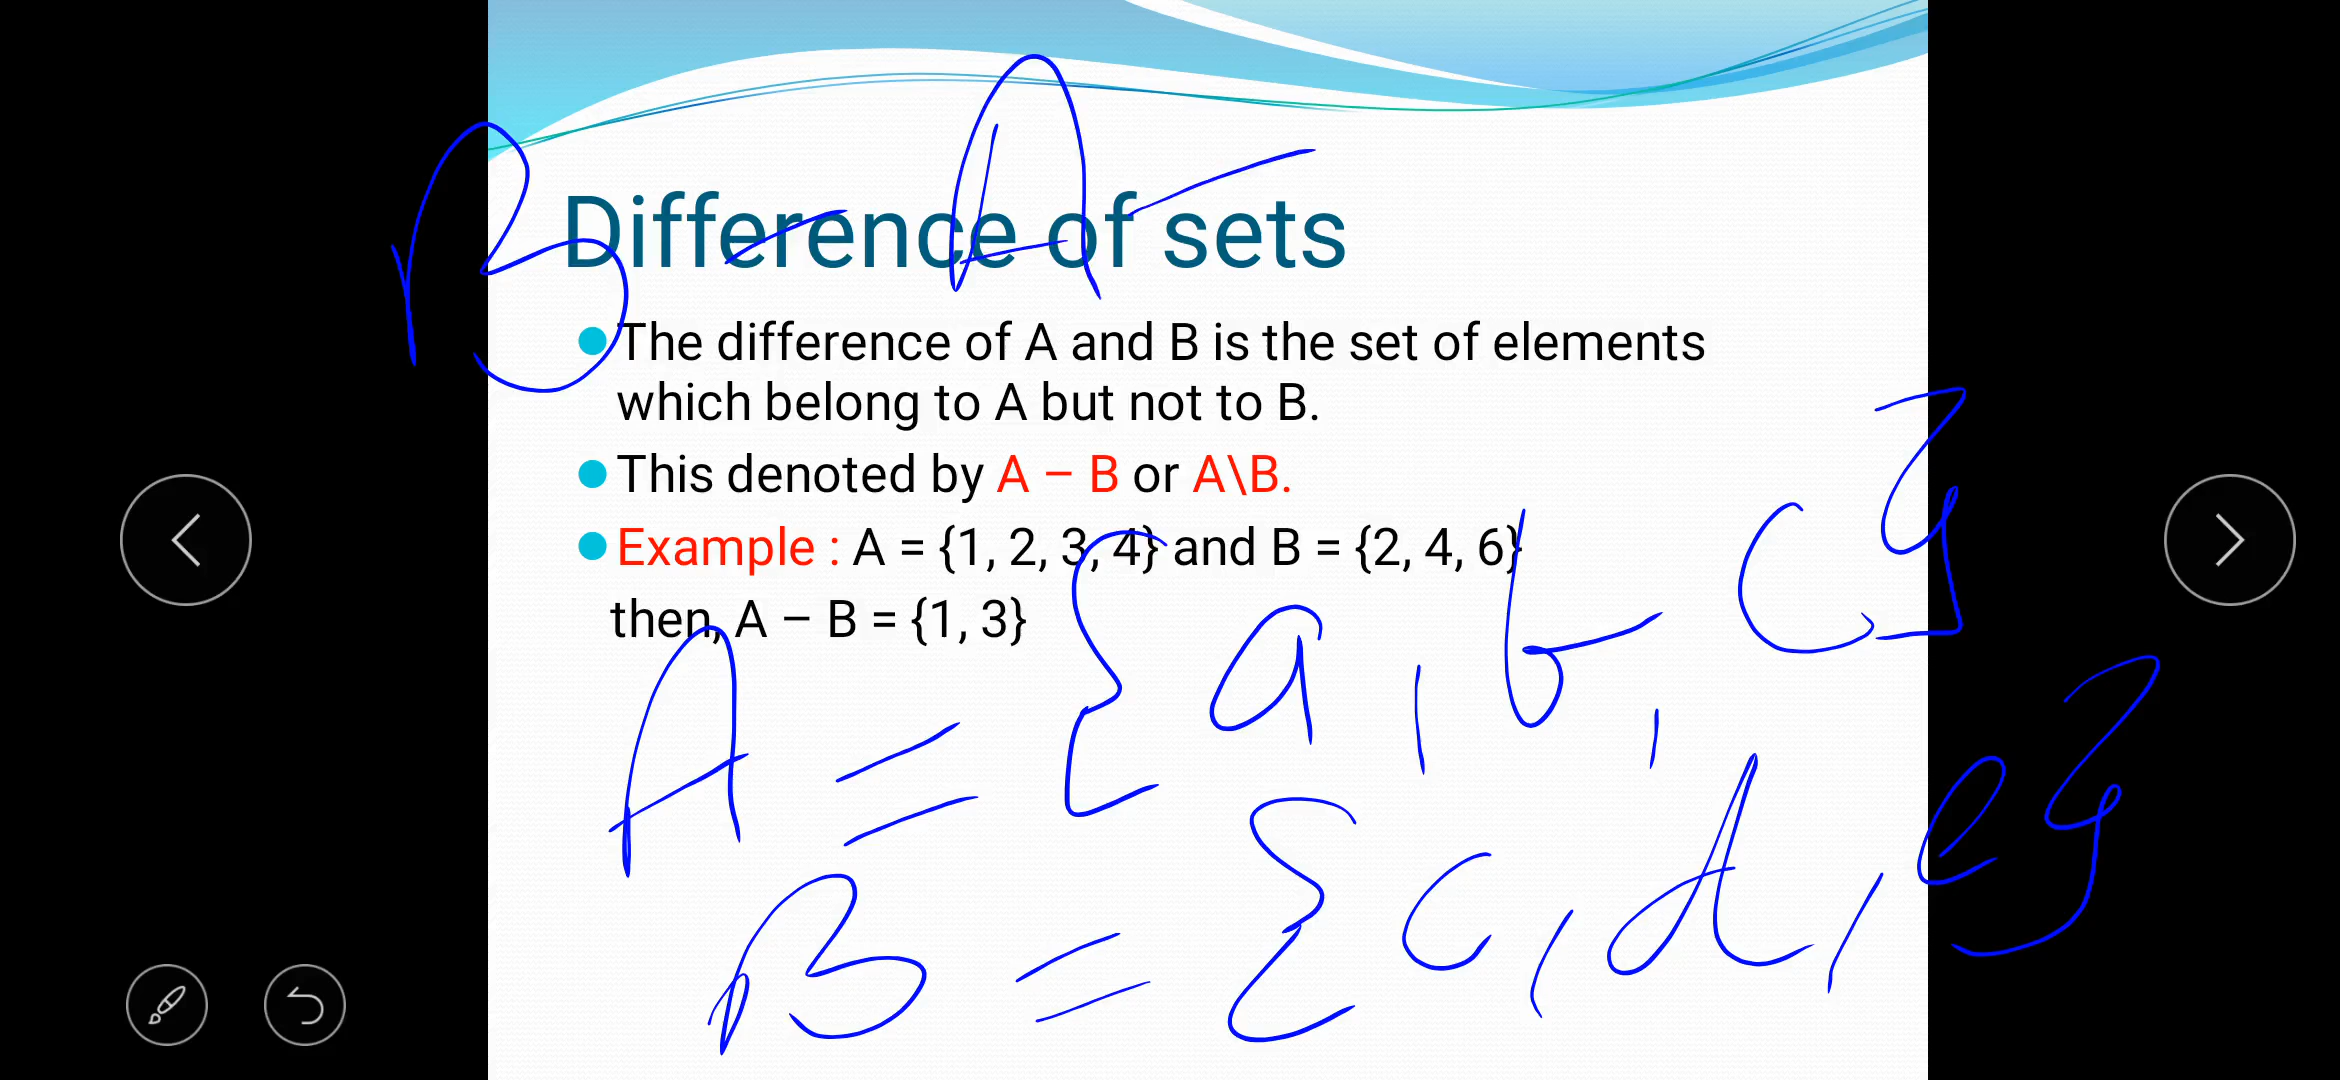 B - A -
Difference of sets
The difference of A and B is the set of elements
which belong to A but not to B.
This denoted by A – B or A\B.
Example : A = {1, 2, 3, 4} and B = {2, 4, 6}
then, A – B = {1, 3}
A = {a, b, c}
B = {c, d, e}